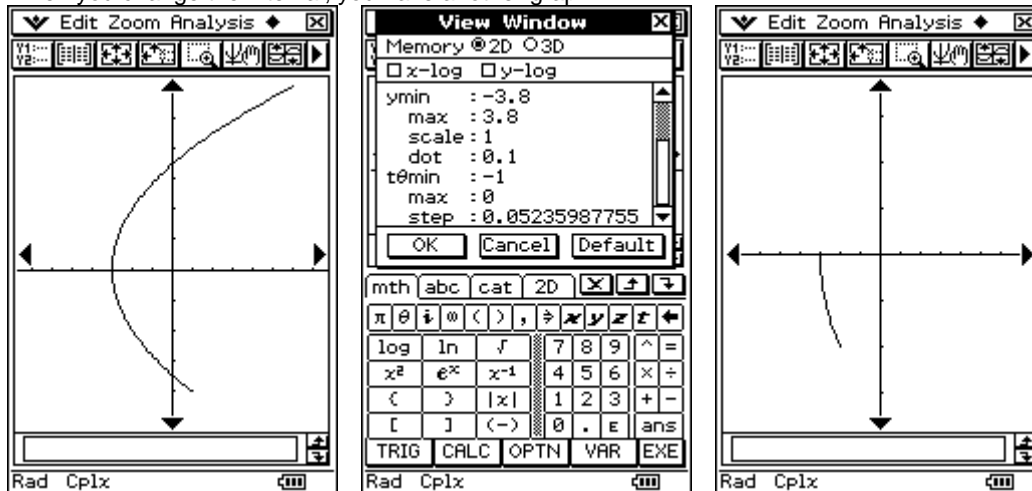 Edit Zoom Analysis
Rad Cplx
View Window
Memory 2D 3D
x-log y-log
ymin :-3.8
max :3.8
scale :1
dot :0.1
tθmin :-1
max :0
step :0.05235987755
OK Cancel Default
mth abc cat 2D
π θ i ∞ ( ) , ⇒ x y z t ←
log ln √ 7 8 9 ^ =
x² eˣ x⁻¹ 4 5 6 × ÷
{ } |x| 1 2 3 + -
[ ] (-) 0 . E ans
TRIG CALC OPTN VAR EXE
Rad Cplx
Edit Zoom Analysis
Rad Cplx